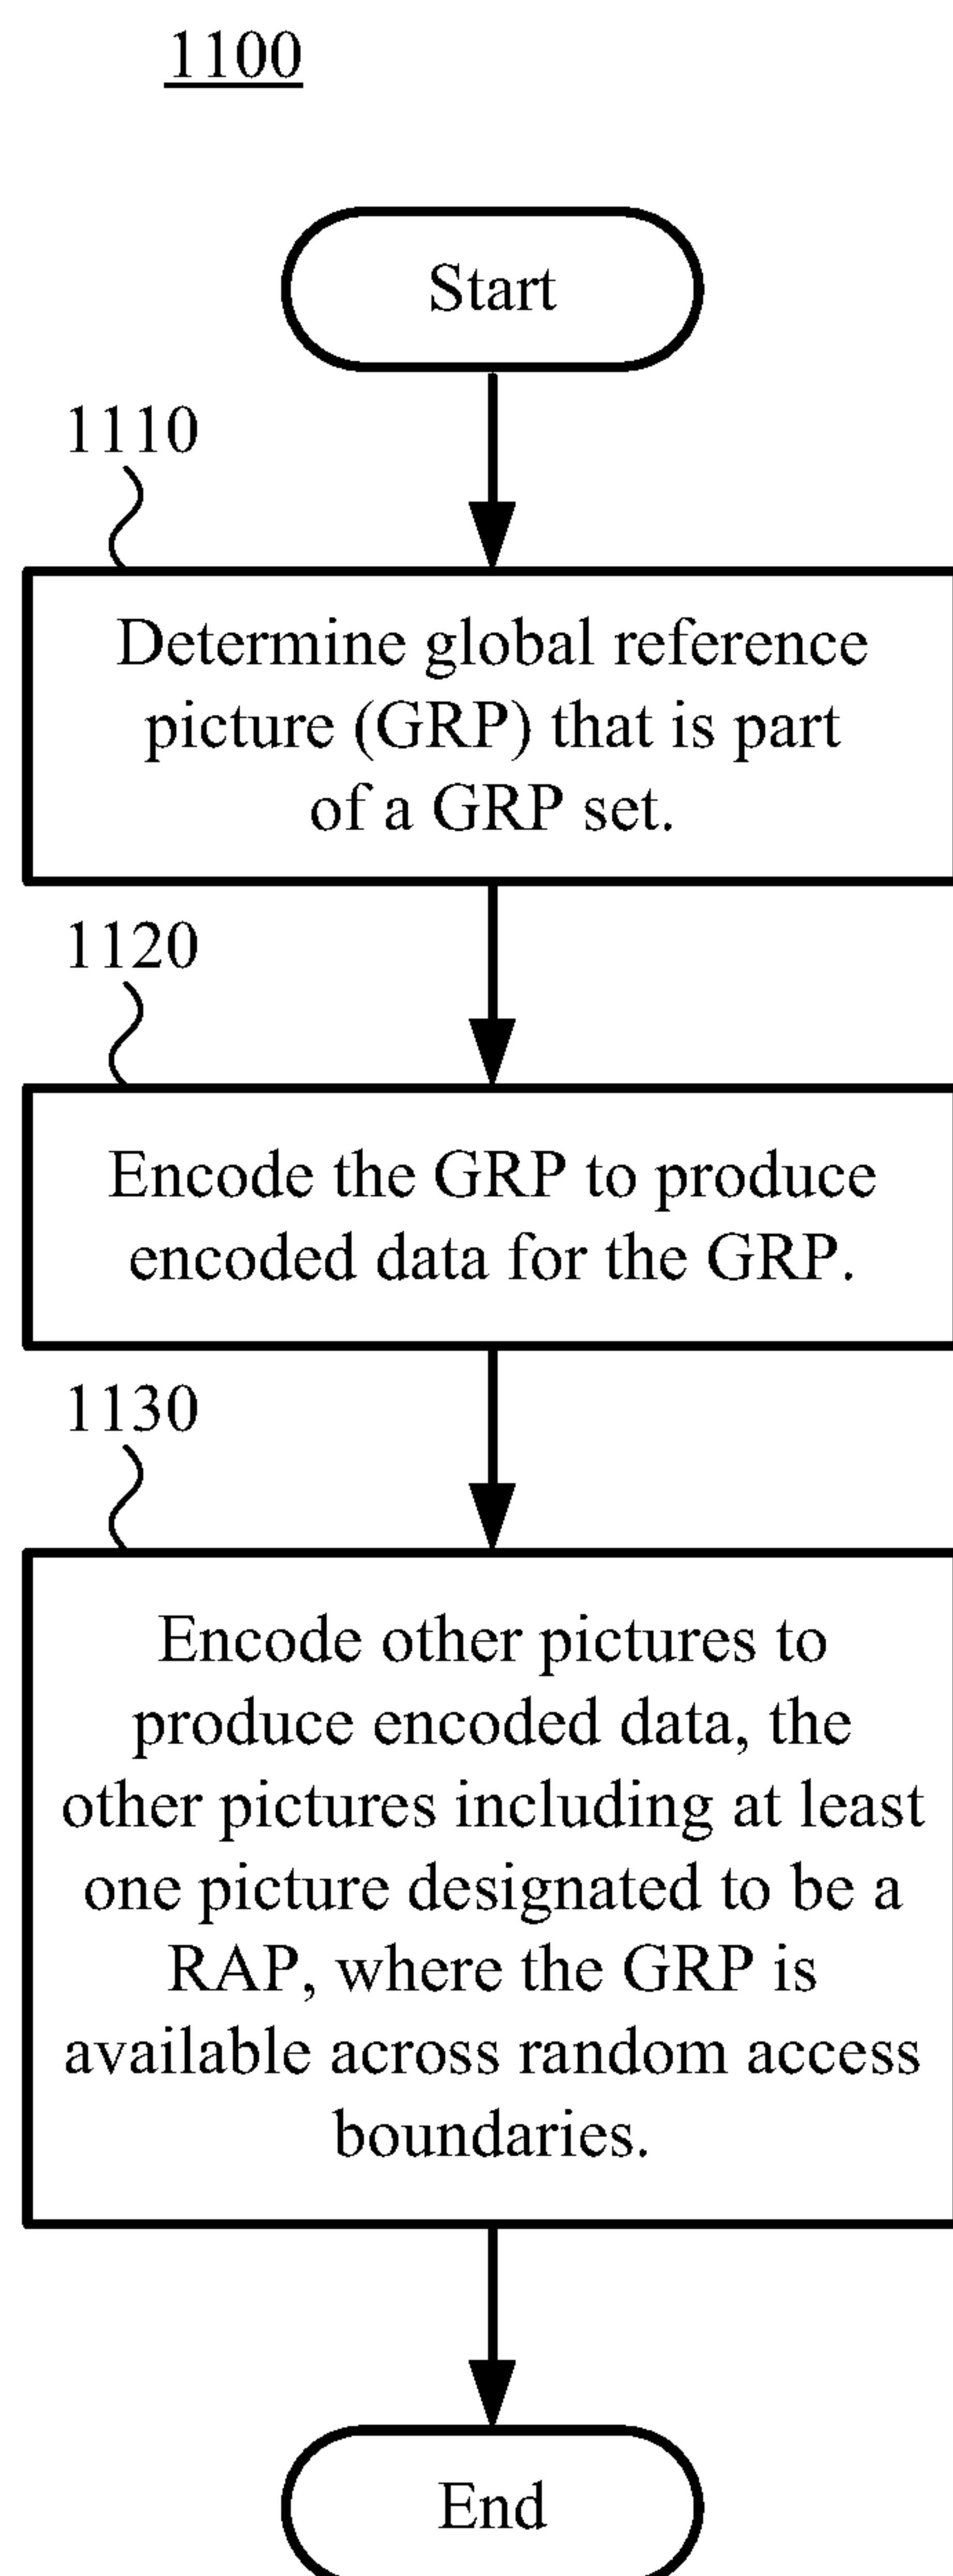 1100
Start
1110
Determine global reference
picture (GRP) that is part
of a GRP set.
1120
Encode the GRP to produce
encoded data for the GRP.
1130
Encode other pictures to
produce encoded data, the
other pictures including at least
one picture designated to be a
RAP, where the GRP is
available across random access
boundaries.
End